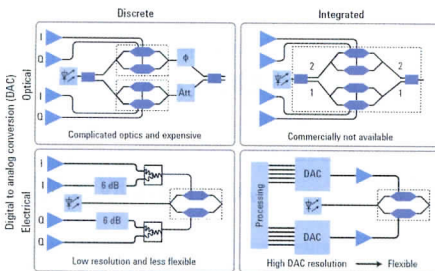 Discrete
Integrated
Digital to analog conversion (DAC)
Optical
Electrical
I
Q
I
Q
ϕ
Att.
Complicated optics and expensive
2
1
2
1
Commercially not available
I
I
Q
Q
6 dB
6 dB
Low resolution and less flexible
Processing
DAC
DAC
High DAC resolution → Flexible